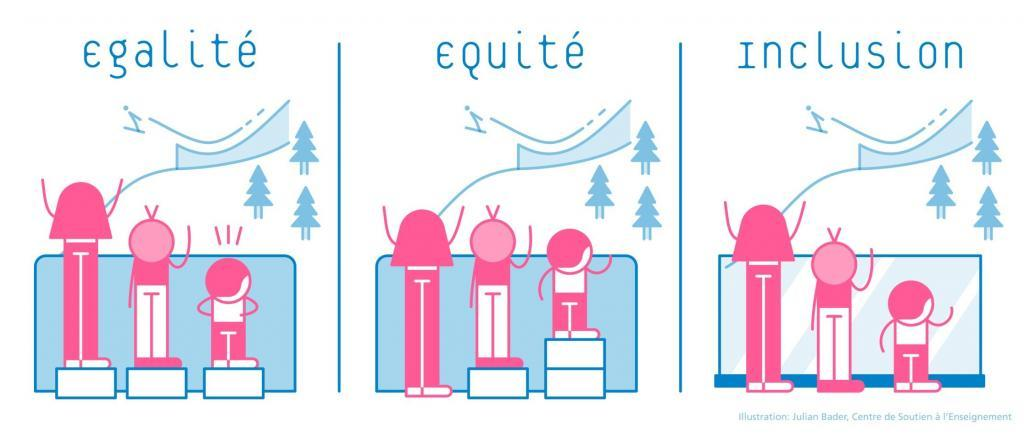 Egalité
Equité
Inclusion
Illustration: Julian Bader, Centre de Soutien à l'Enseignement